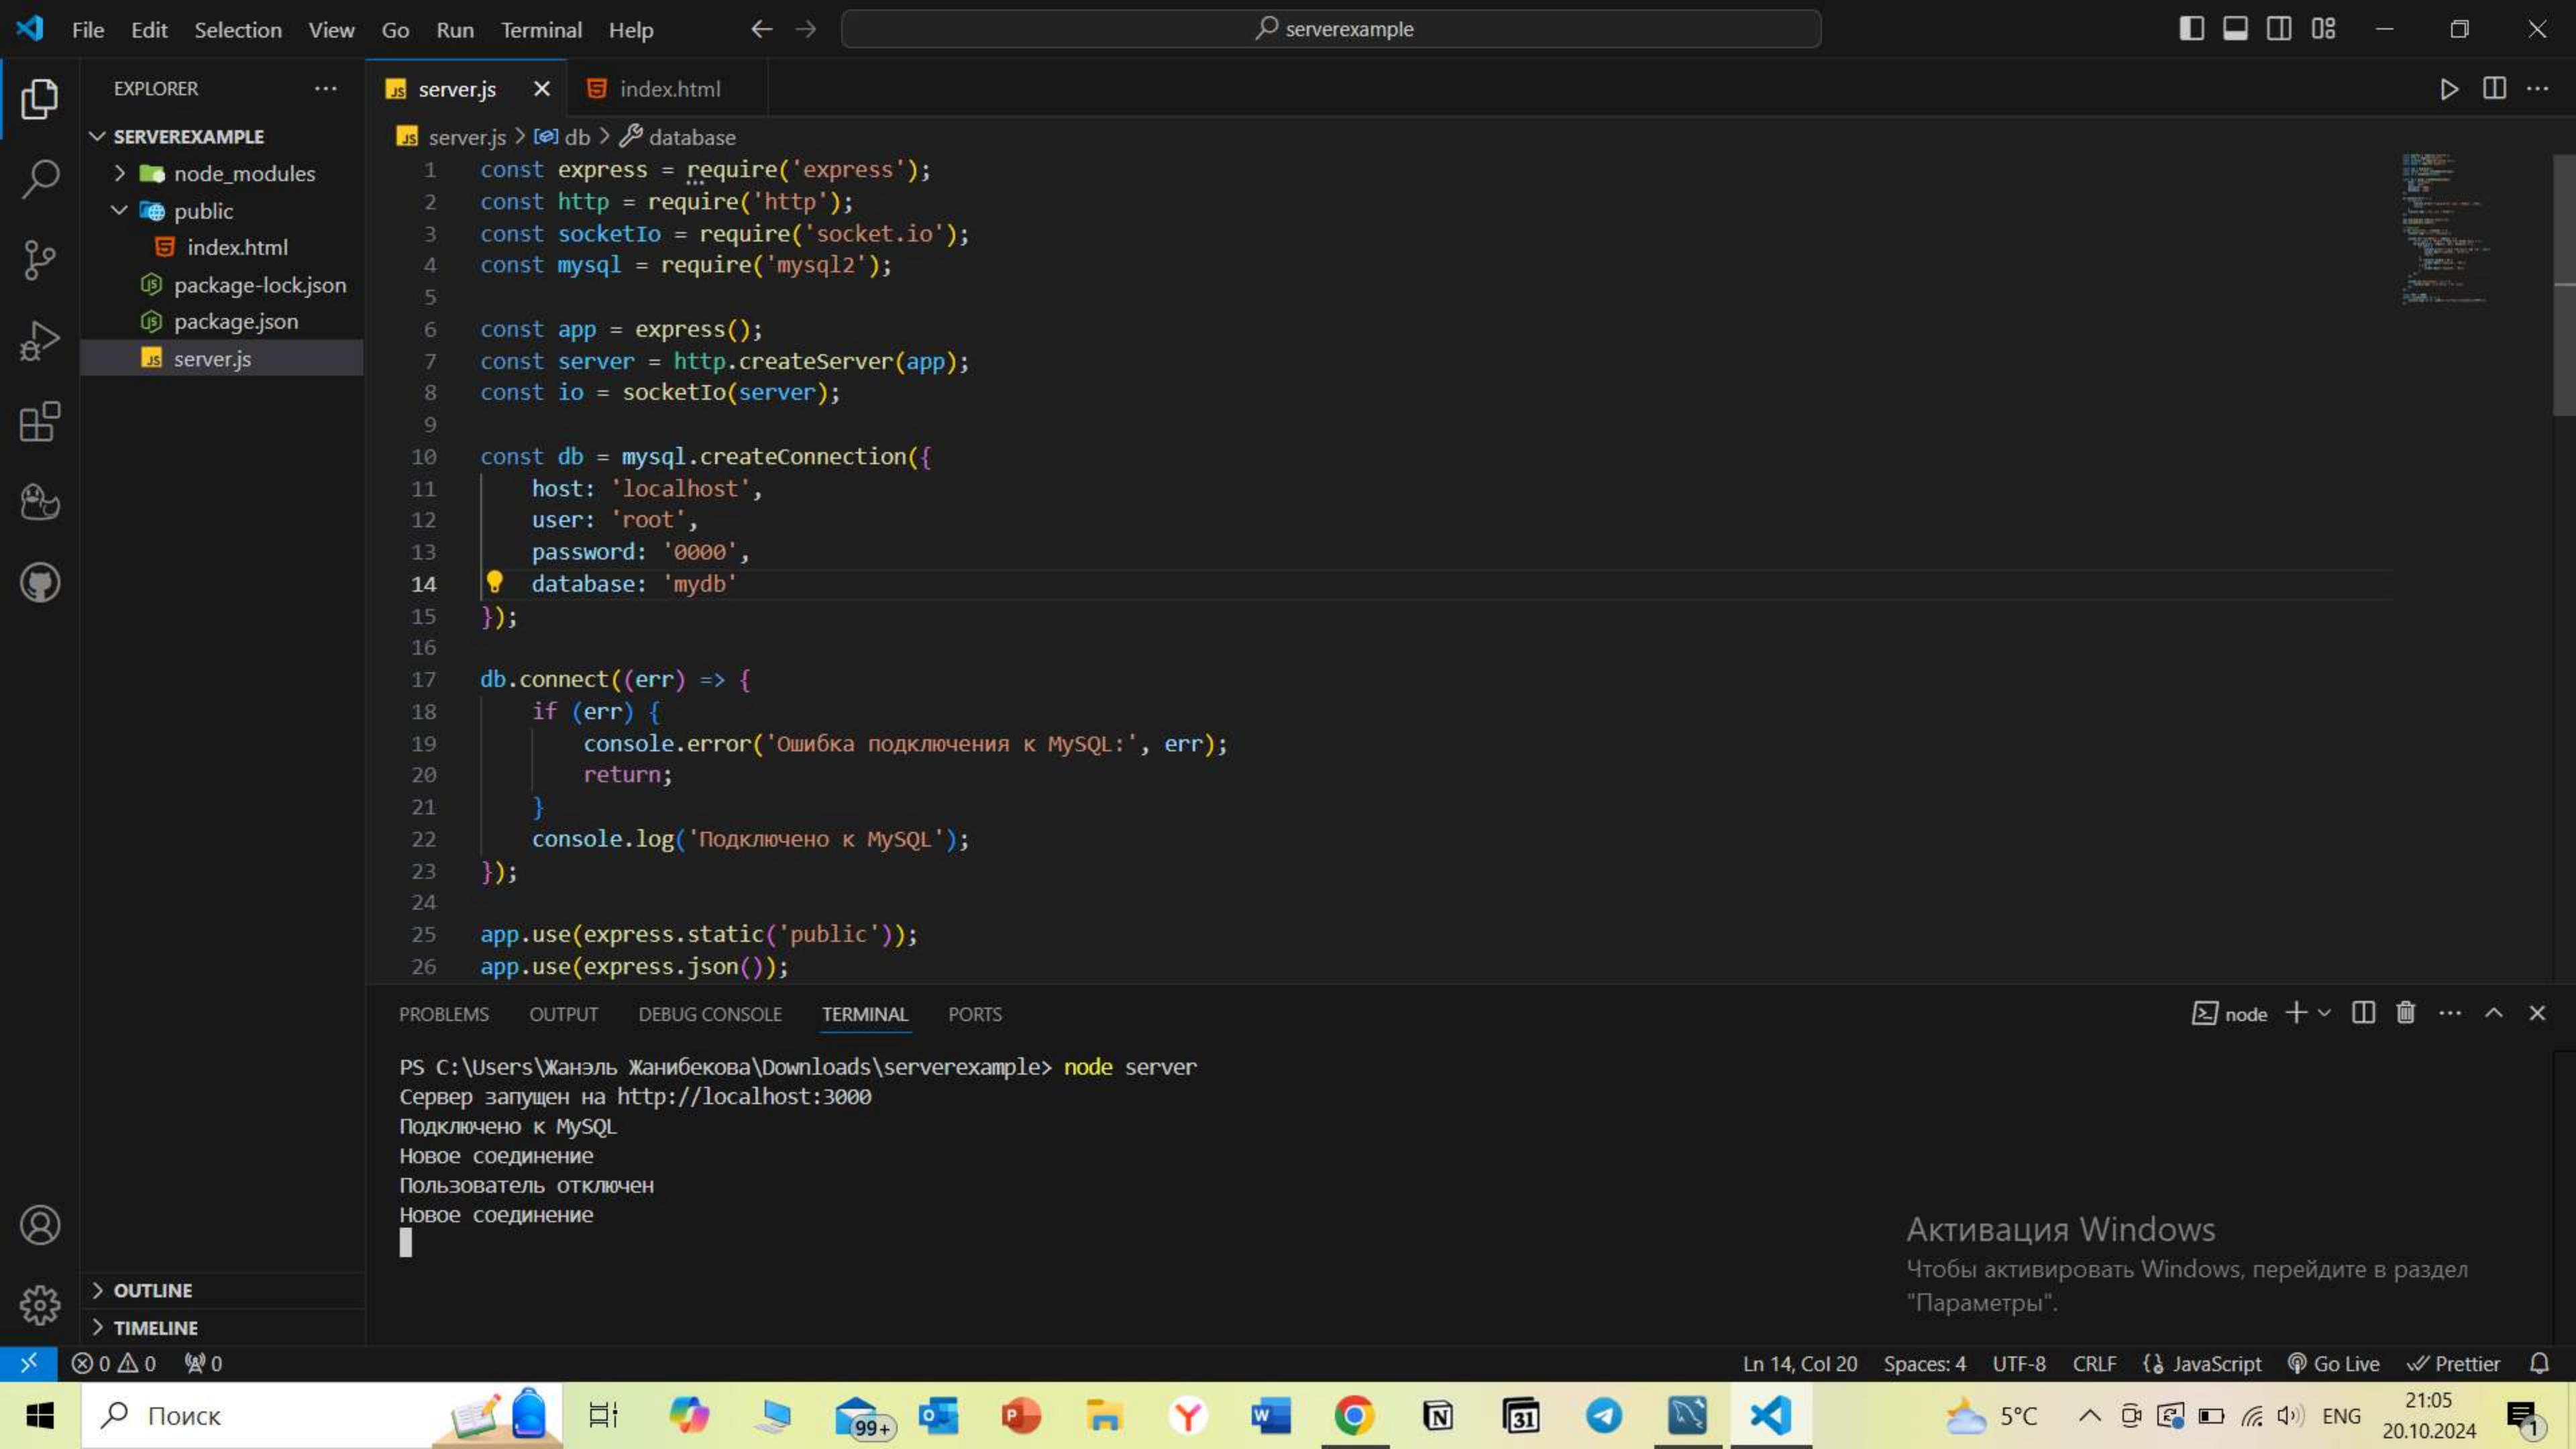 File Edit Selection View Go Run Terminal Help
serverexample
EXPLORER
SERVEREXAMPLE
node_modules
public
index.html
package-lock.json
package.json
server.js
OUTLINE
TIMELINE
server.js index.html
server.js > db > database
1 const express = require('express');
2 const http = require('http');
3 const socketIo = require('socket.io');
4 const mysql = require('mysql2');
5
6 const app = express();
7 const server = http.createServer(app);
8 const io = socketIo(server);
9
10 const db = mysql.createConnection({
11 host: 'localhost',
12 user: 'root',
13 password: '0000',
14 database: 'mydb'
15 });
16
17 db.connect((err) => {
18 if (err) {
19 console.error('Ошибка подключения к MySQL:', err);
20 return;
21 }
22 console.log('Подключено к MySQL');
23 });
24
25 app.use(express.static('public'));
26 app.use(express.json());
PROBLEMS OUTPUT DEBUG CONSOLE TERMINAL PORTS
node
PS C:\Users\Жанэль Жанибекова\Downloads\serverexample> node server
Сервер запущен на http://localhost:3000
Подключено к MySQL
Новое соединение
Пользователь отключен
Новое соединение
Активация Windows
Чтобы активировать Windows, перейдите в раздел
"Параметры".
0 0 0
Ln 14, Col 20 Spaces: 4 UTF-8 CRLF JavaScript Go Live Prettier
Поиск
99+
31
5°C
ENG
21:05
20.10.2024
1